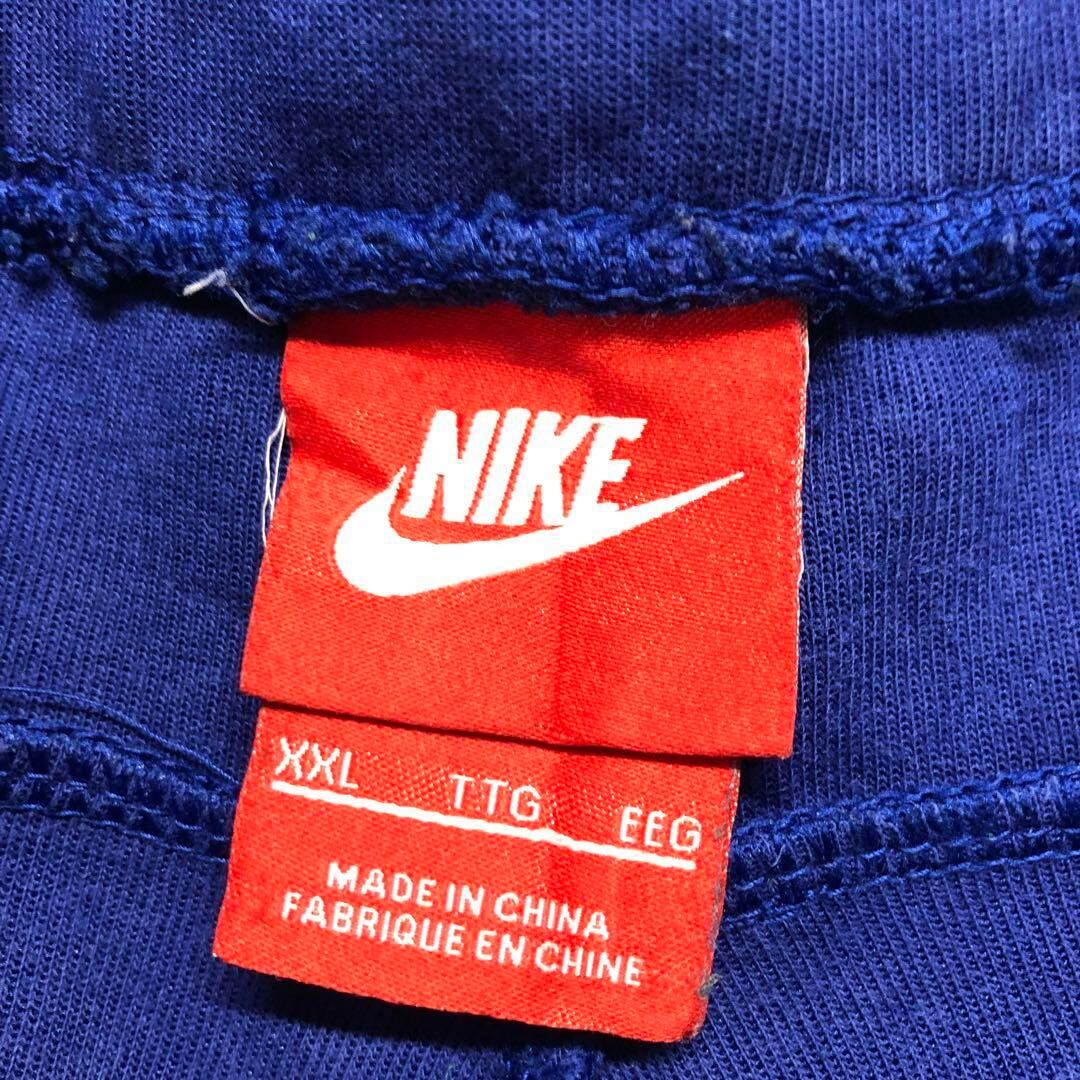 NIKE
XXL TTG EEG
MADE IN CHINA
FABRIQUE EN CHINE